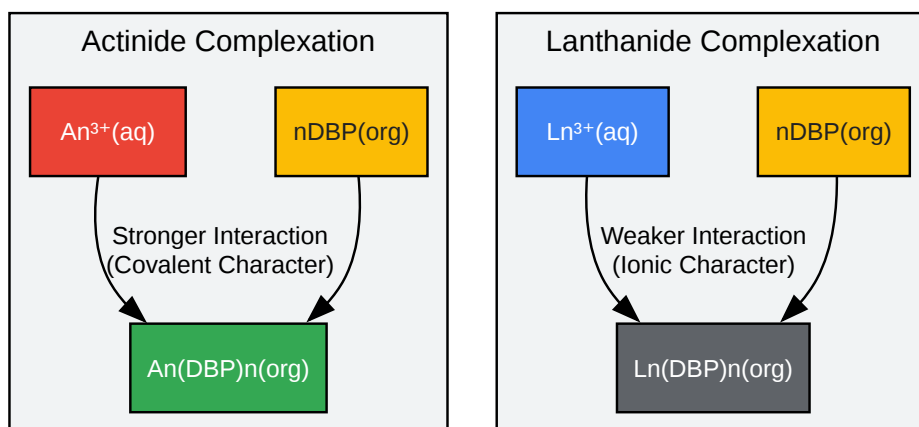 Actinide Complexation
An³⁺(aq)
nDBP(org)
Stronger Interaction
(Covalent Character)
An(DBP)n(org)
Lanthanide Complexation
Ln³⁺(aq)
nDBP(org)
Weaker Interaction
(Ionic Character)
Ln(DBP)n(org)